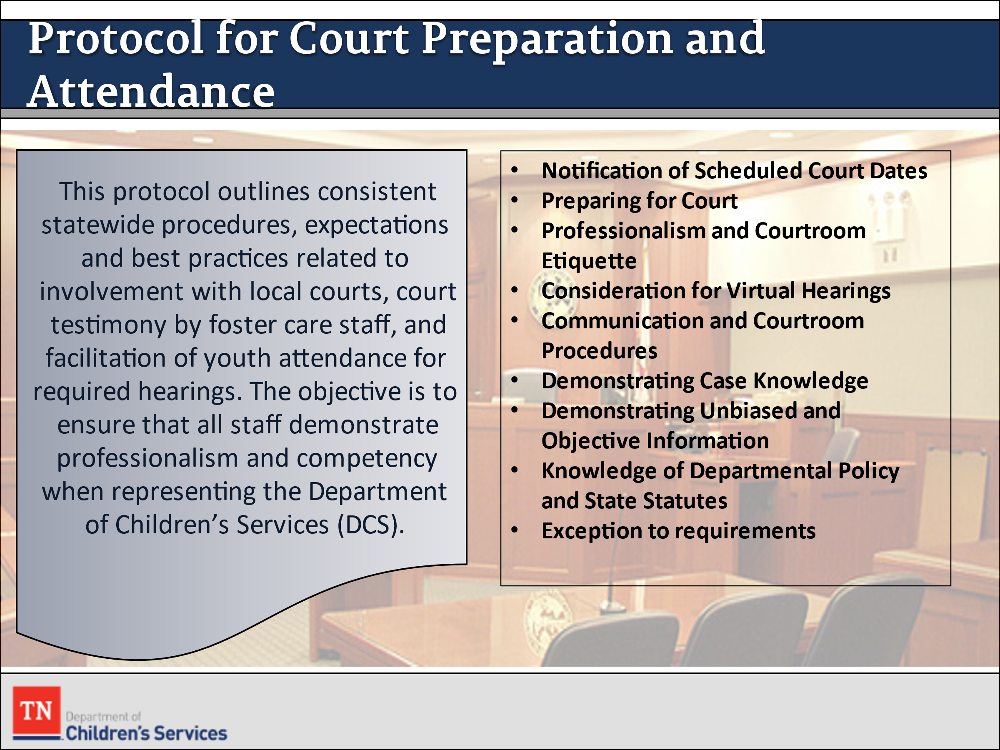 Protocol for Court Preparation and
Attendance
This protocol outlines consistent
statewide procedures, expectations
and best practices related to
involvement with local courts, court
testimony by foster care staff, and
facilitation of youth attendance for
required hearings. The objective is to
ensure that all staff demonstrate
professionalism and competency
when representing the Department
of Children’s Services (DCS).
• Notification of Scheduled Court Dates
• Preparing for Court
• Professionalism and Courtroom
Etiquette
• Consideration for Virtual Hearings
• Communication and Courtroom
Procedures
• Demonstrating Case Knowledge
• Demonstrating Unbiased and
Objective Information
• Knowledge of Departmental Policy
and State Statutes
• Exception to requirements
TN
Department of
Children's Services